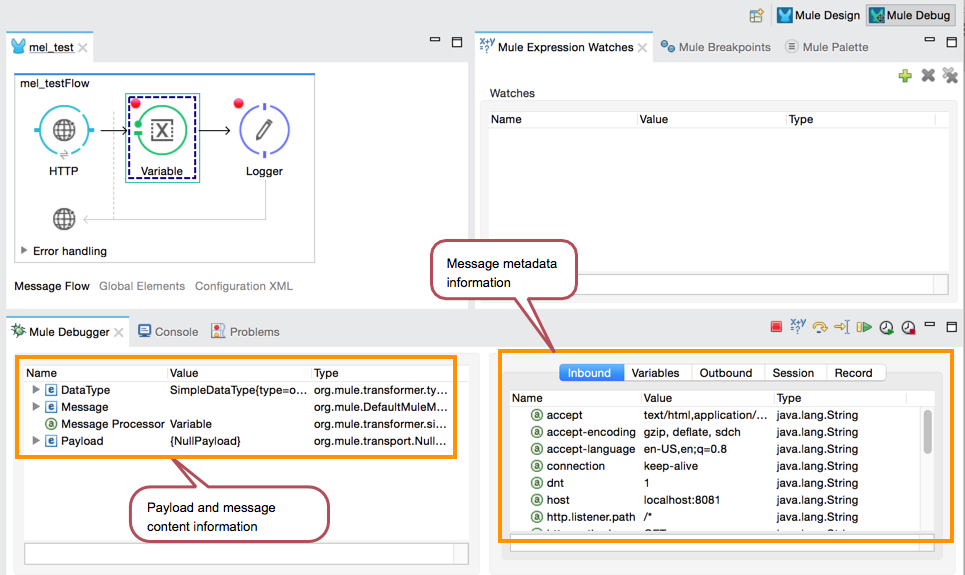 Mule Design Mule Debug
mel_test
Mule Expression Watches Mule Breakpoints Mule Palette
mel_testFlow
HTTP Variable Logger
Error handling
Message Flow Global Elements Configuration XML
Watches
Name Value Type
Message metadata
information
Mule Debugger Console Problems
Name Value Type
DataType SimpleDataType{type=o... org.mule.transformer.ty...
Message org.mule.DefaultMuleM...
Message Processor Variable org.mule.transformer.si...
Payload {NullPayload} org.mule.transport.Null...
Payload and message
content information
Inbound Variables Outbound Session Record
Name Value Type
accept text/html,application/... java.lang.String
accept-encoding gzip, deflate, sdch java.lang.String
accept-language en-US,en;q=0.8 java.lang.String
connection keep-alive java.lang.String
dnt 1 java.lang.String
host localhost:8081 java.lang.String
http.listener.path /* java.lang.String